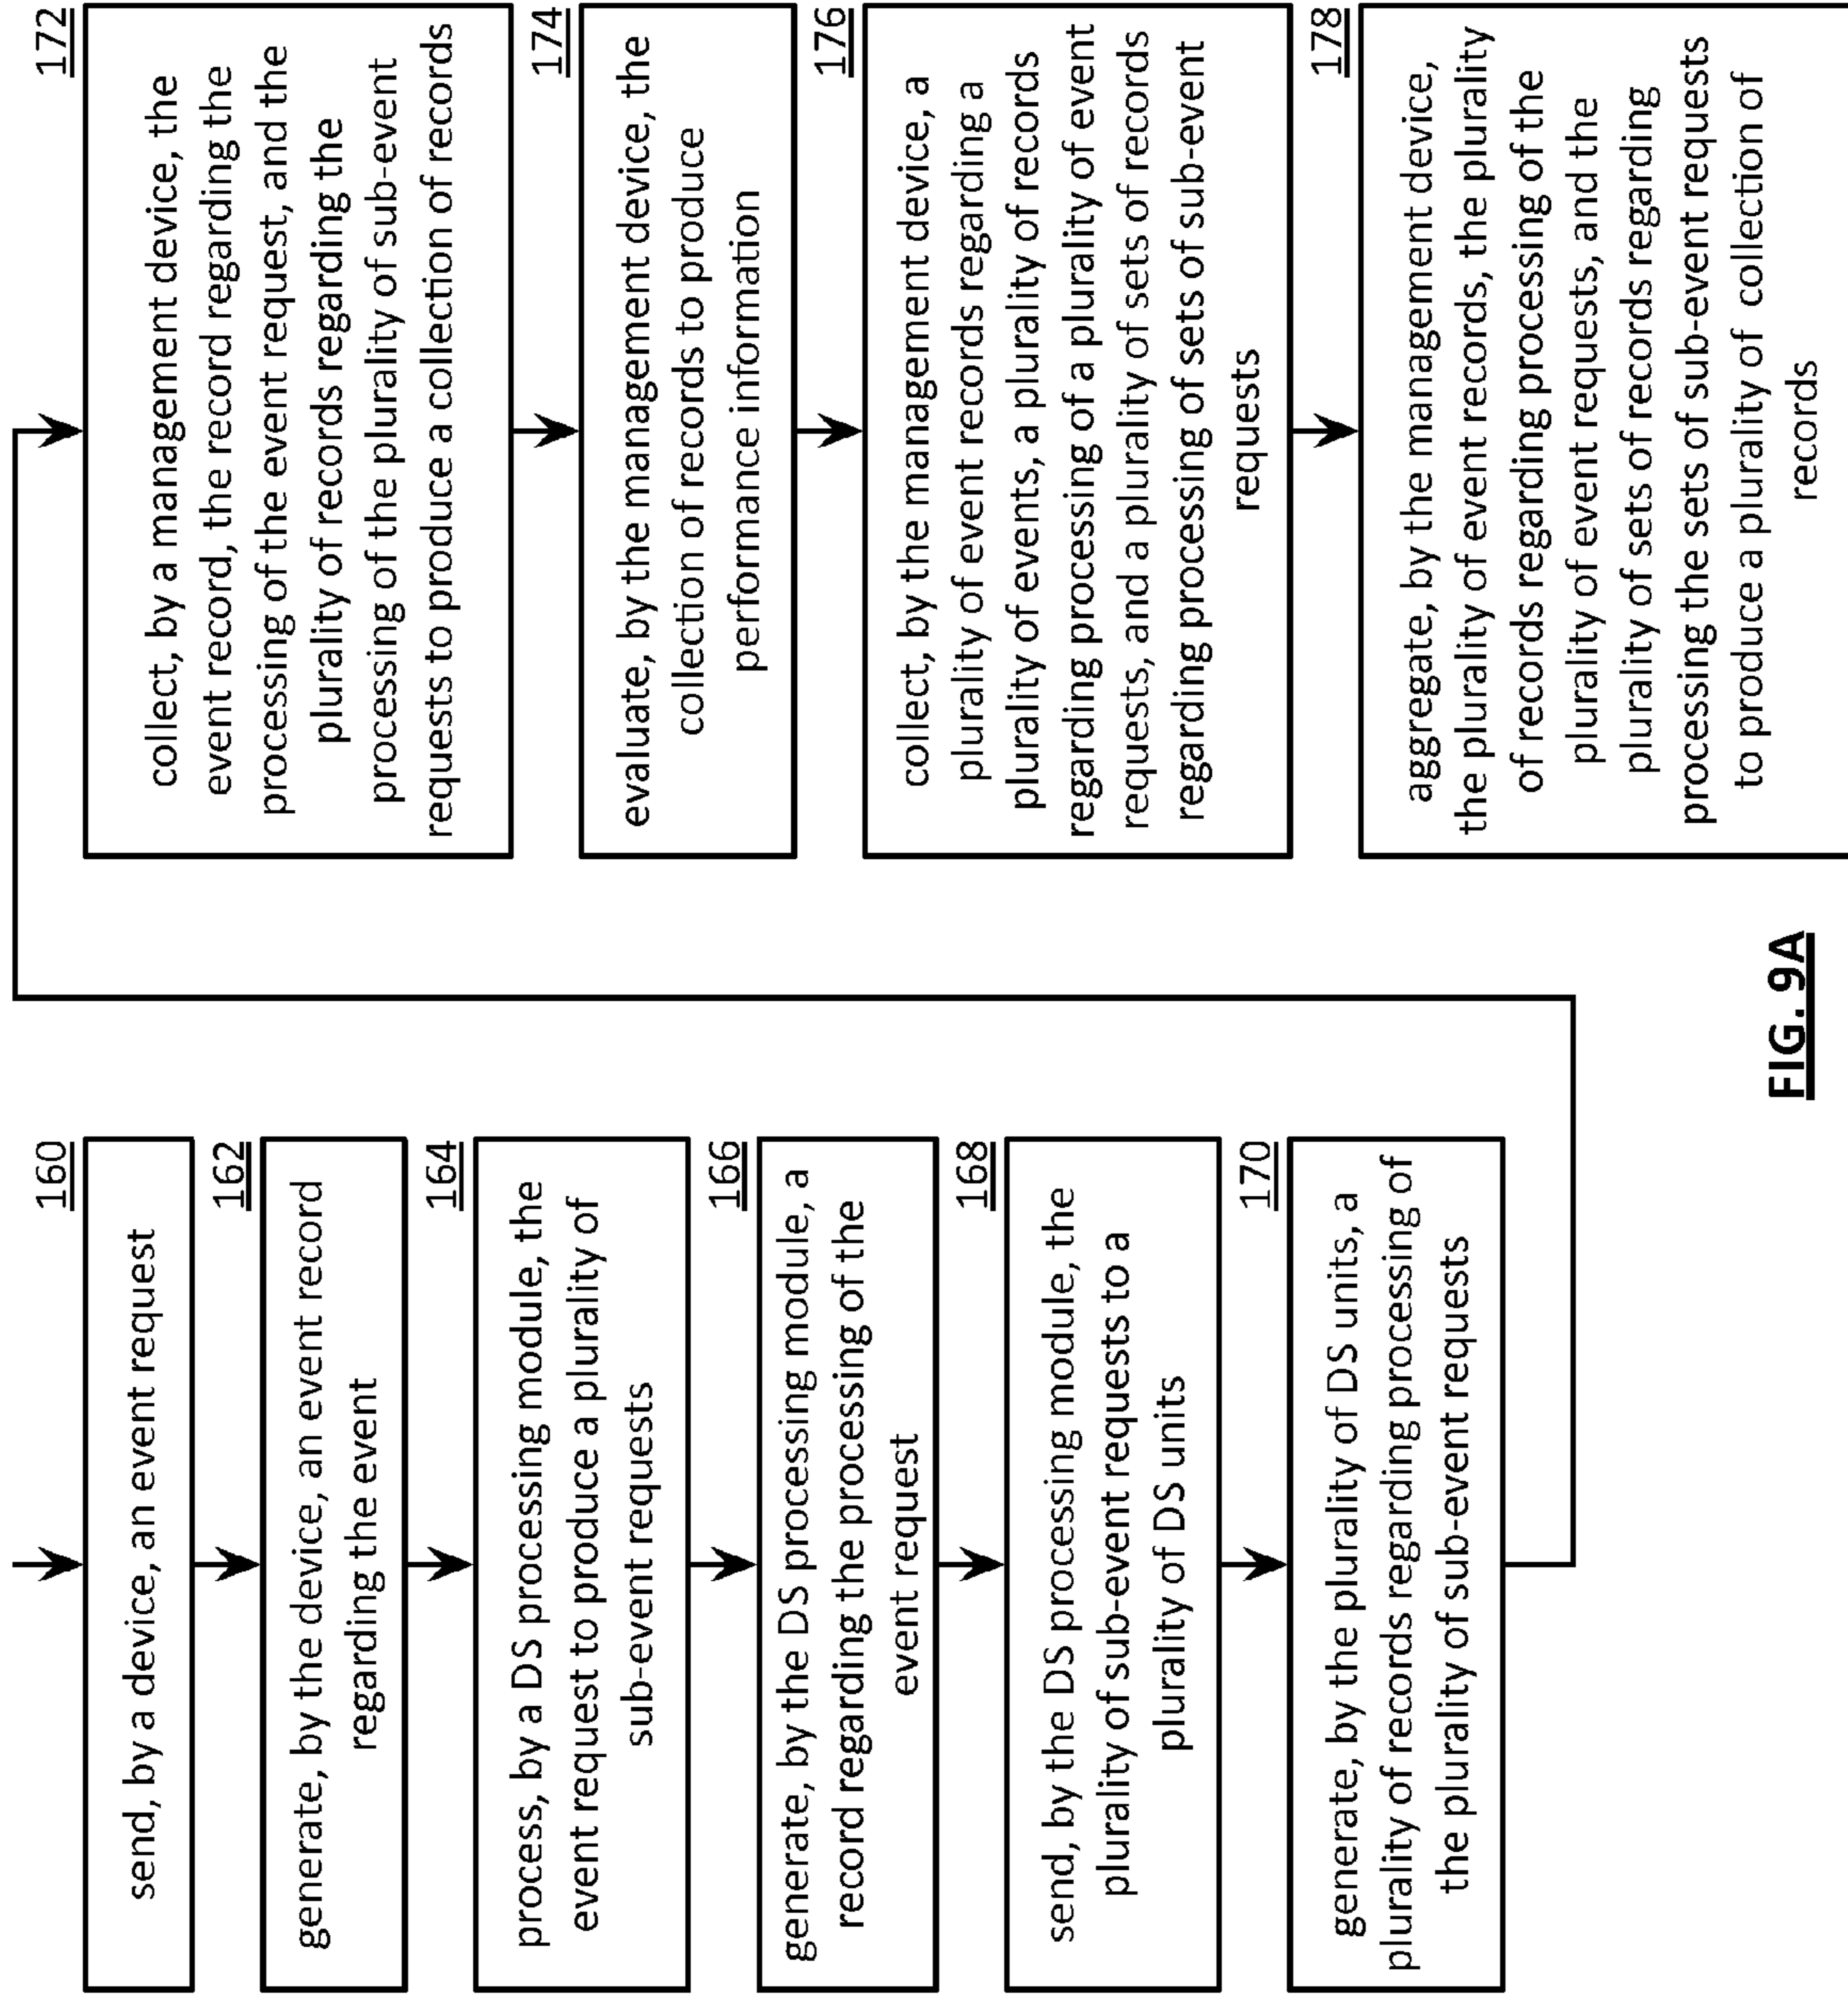 160
send, by a device, an event request
162
generate, by the device, an event record
regarding the event
164
process, by a DS processing module, the
event request to produce a plurality of
sub-event requests
166
generate, by the DS processing module, a
record regarding the processing of the
event request
168
send, by the DS processing module, the
plurality of sub-event requests to a
plurality of DS units
170
generate, by the plurality of DS units, a
plurality of records regarding processing of
the plurality of sub-event requests
172
collect, by a management device, the
event record, the record regarding the
processing of the event request, and the
plurality of records regarding the
processing of the plurality of sub-event
requests to produce a collection of records
174
evaluate, by the management device, the
collection of records to produce
performance information
176
collect, by the management device, a
plurality of event records regarding a
plurality of events, a plurality of records
regarding processing of a plurality of event
requests, and a plurality of sets of records
regarding processing of sets of sub-event
requests
178
aggregate, by the management device,
the plurality of event records, the plurality
of records regarding processing of the
plurality of event requests, and the
plurality of sets of records regarding
processing the sets of sub-event requests
to produce a plurality of collection of
records
FIG. 9A